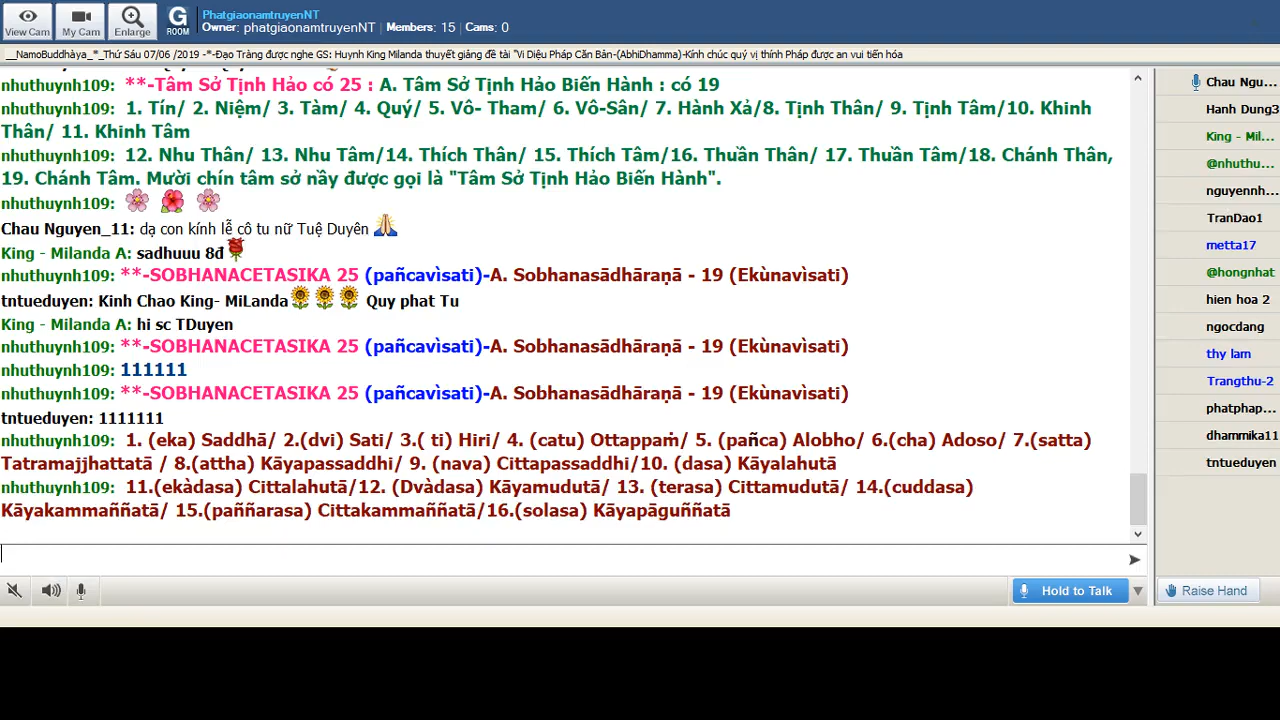 View Cam
My Cam
Enlarge
G
ROOM
PhatgiaonamtruyenNT
Owner: phatgiaonamtruyenNT | Members: 15 | Cams: 0
__NamoBuddhàya_*_Thứ Sáu 07/06 /2019 -*-Đạo Tràng được nghe GS: Huynh King Milanda thuyết giảng đề tài "Vi Diệu Pháp Căn Bản-(AbhiDhamma)-Kính chúc quý vị thính Pháp được an vui tiến hóa
nhuthuynh109: **-Tâm Sở Tịnh Hảo có 25 : A. Tâm Sở Tịnh Hảo Biến Hành : có 19
nhuthuynh109: 1. Tín/ 2. Niệm/ 3. Tàm/ 4. Quý/ 5. Vô- Tham/ 6. Vô-Sân/ 7. Hành Xả/8. Tịnh Thân/ 9. Tịnh Tâm/10. Khinh
Thân/ 11. Khinh Tâm
nhuthuynh109: 12. Nhu Thân/ 13. Nhu Tâm/14. Thích Thân/ 15. Thích Tâm/16. Thuần Thân/ 17. Thuần Tâm/18. Chánh Thân,
19. Chánh Tâm. Mười chín tâm sở nầy được gọi là "Tâm Sở Tịnh Hảo Biến Hành".
nhuthuynh109:
Chau Nguyen_11: dạ con kính lễ cô tu nữ Tuệ Duyên
King - Milanda A: sadhuuu 8đ
nhuthuynh109: **-SOBHANACETASIKA 25 (pañcavìsati)-A. Sobhanasādhāraṇā - 19 (Ekùnavìsati)
tntueduyen: Kinh Chao King- MiLanda Quy phat Tu
King - Milanda A: hi sc TDuyen
nhuthuynh109: **-SOBHANACETASIKA 25 (pañcavìsati)-A. Sobhanasādhāraṇā - 19 (Ekùnavìsati)
nhuthuynh109: 111111
nhuthuynh109: **-SOBHANACETASIKA 25 (pañcavìsati)-A. Sobhanasādhāraṇā - 19 (Ekùnavìsati)
tntueduyen: 1111111
nhuthuynh109: 1. (eka) Saddhā/ 2.(dvi) Sati/ 3.( ti) Hiri/ 4. (catu) Ottappaṁ/ 5. (pañca) Alobho/ 6.(cha) Adoso/ 7.(satta)
Tatramajjhattatā / 8.(attha) Kāyapassaddhi/ 9. (nava) Cittapassaddhi/10. (dasa) Kāyalahutā
nhuthuynh109: 11.(ekàdasa) Cittalahutā/12. (Dvàdasa) Kāyamudutā/ 13. (terasa) Cittamudutā/ 14.(cuddasa)
Kāyakammaññatā/ 15.(paññarasa) Cittakammaññatā/16.(solasa) Kāyapāguññatā
Chau Ngu...
Hanh Dung3
King - Mil...
@nhuthu...
nguyennh...
TranDao1
metta17
@hongnhat
hien hoa 2
ngocdang
thy lam
Trangthu-2
phatphap...
dhammika11
tntueduyen
Hold to Talk
Raise Hand